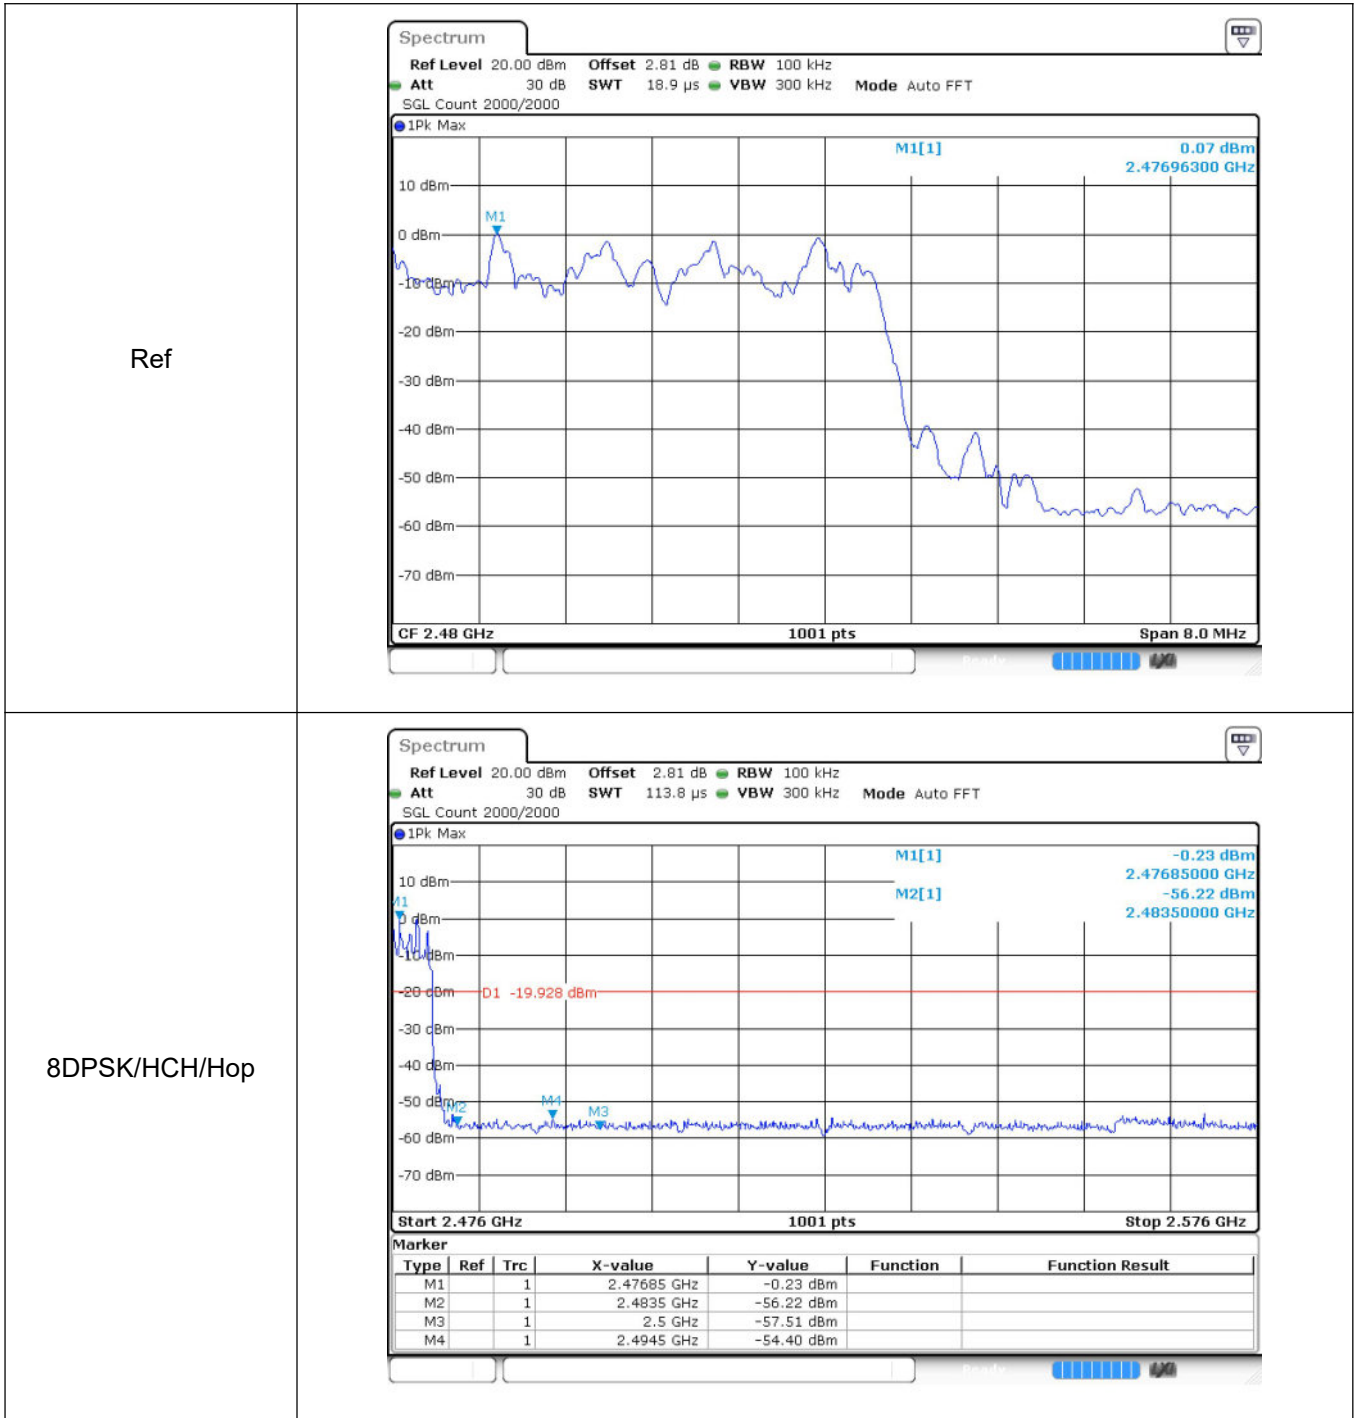 Ref
Spectrum
Ref Level 20.00 dBm Offset 2.81 dB RBW 100 kHz
Att 30 dB SWT 18.9 µs VBW 300 kHz Mode Auto FFT
SGL Count 2000/2000
1Pk Max
M1[1] 0.07 dBm
2.47696300 GHz
10 dBm
M1
0 dBm
-10 dBm
-20 dBm
-30 dBm
-40 dBm
-50 dBm
-60 dBm
-70 dBm
CF 2.48 GHz 1001 pts Span 8.0 MHz
Ready
8DPSK/HCH/Hop
Spectrum
Ref Level 20.00 dBm Offset 2.81 dB RBW 100 kHz
Att 30 dB SWT 113.8 µs VBW 300 kHz Mode Auto FFT
SGL Count 2000/2000
1Pk Max
M1[1] -0.23 dBm
2.47685000 GHz
10 dBm
M2[1] -56.22 dBm
M1
2.48350000 GHz
0 dBm
-10 dBm
-20 dBm D1 -19.928 dBm
-30 dBm
-40 dBm
-50 dBm
M2 M4 M3
-60 dBm
-70 dBm
Start 2.476 GHz 1001 pts Stop 2.576 GHz
Marker
Type Ref Trc X-value Y-value Function Function Result
M1 1 2.47685 GHz -0.23 dBm
M2 1 2.4835 GHz -56.22 dBm
M3 1 2.5 GHz -57.51 dBm
M4 1 2.4945 GHz -54.40 dBm
Ready